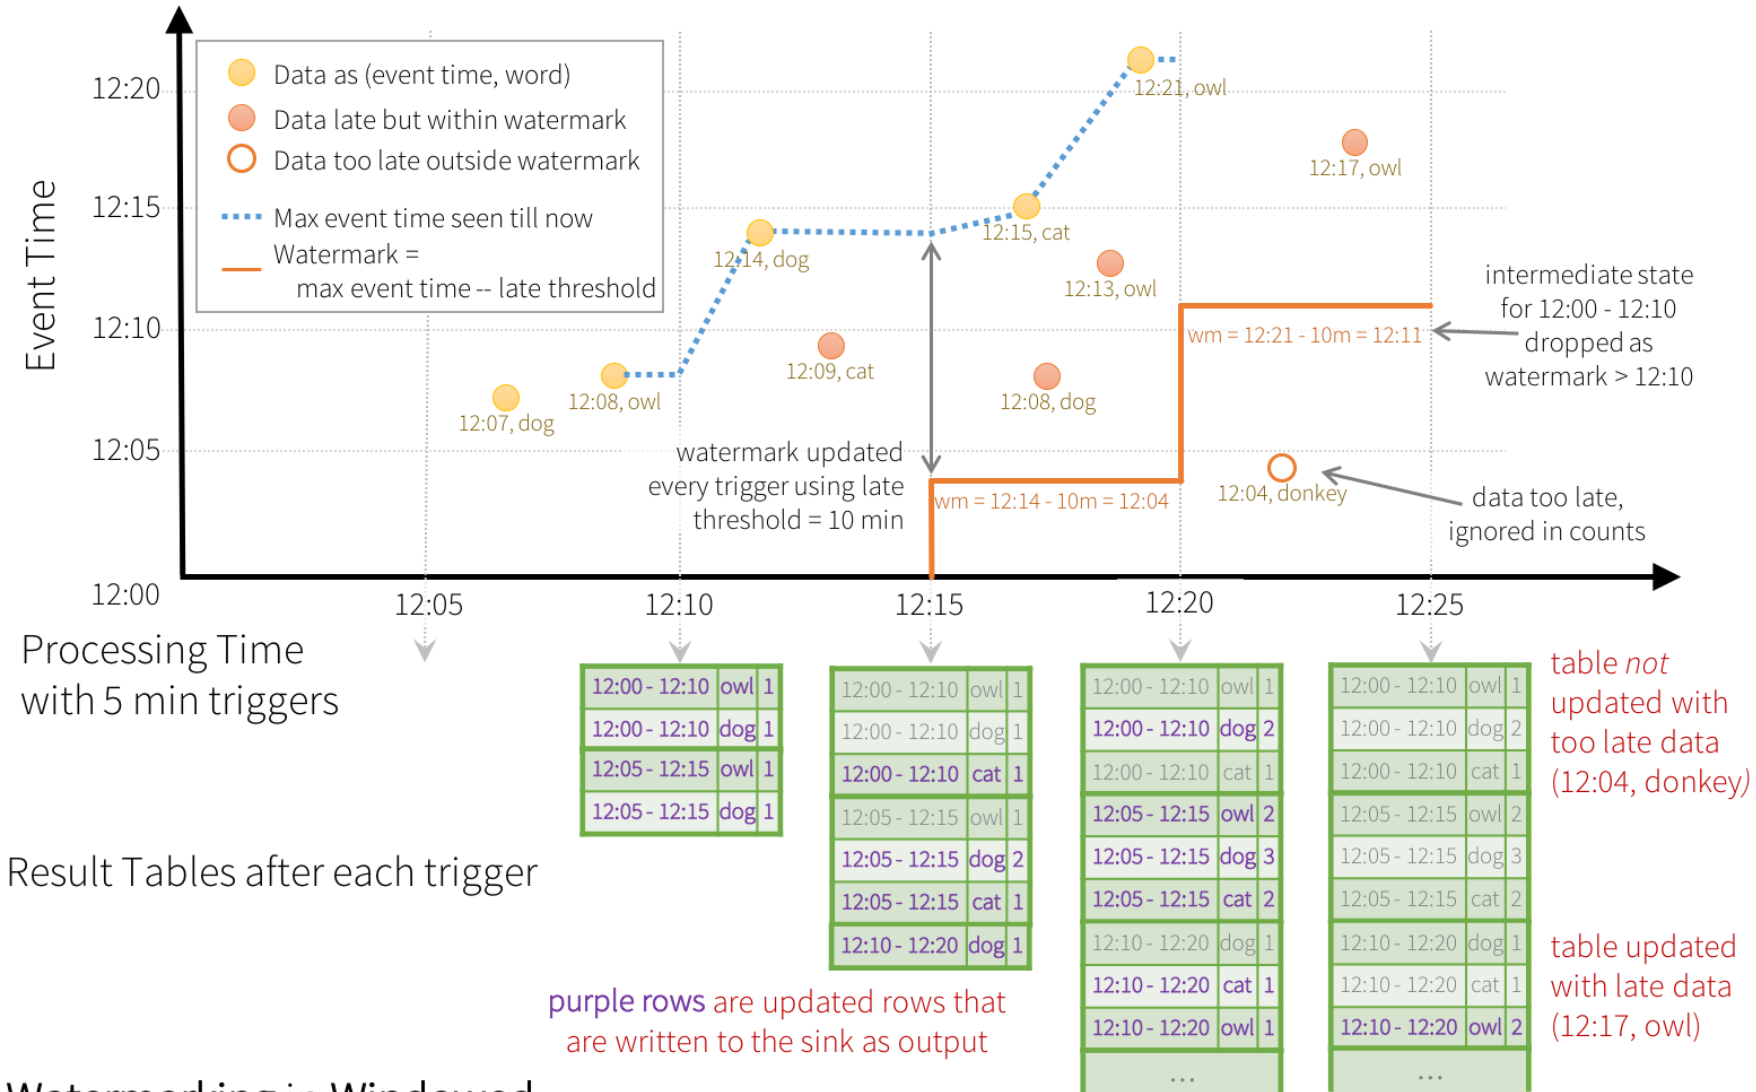 Data as (event time, word)
Data late but within watermark
Data too late outside watermark
Max event time seen till now
Watermark =
max event time -- late threshold
Event Time
12:20
12:15
12:10
12:05
12:00
12:07, dog
12:08, owl
12:14, dog
12:09, cat
12:15, cat
12:08, dog
12:13, owl
12:21, owl
12:17, owl
12:04, donkey
watermark updated
every trigger using late
threshold = 10 min
wm = 12:14 - 10m = 12:04
wm = 12:21 - 10m = 12:11
intermediate state
for 12:00 - 12:10
dropped as
watermark > 12:10
data too late,
ignored in counts
12:05
12:10
12:15
12:20
12:25
Processing Time
with 5 min triggers
Result Tables after each trigger
12:00 - 12:10 owl 1
12:00 - 12:10 dog 1
12:05 - 12:15 owl 1
12:05 - 12:15 dog 1
12:00 - 12:10 owl 1
12:00 - 12:10 dog 1
12:00 - 12:10 cat 1
12:05 - 12:15 owl 1
12:05 - 12:15 dog 2
12:05 - 12:15 cat 1
12:10 - 12:20 dog 1
12:00 - 12:10 owl 1
12:00 - 12:10 dog 2
12:00 - 12:10 cat 1
12:05 - 12:15 owl 2
12:05 - 12:15 dog 3
12:05 - 12:15 cat 2
12:10 - 12:20 dog 1
12:10 - 12:20 cat 1
12:10 - 12:20 owl 1
...
12:00 - 12:10 owl 1
12:00 - 12:10 dog 2
12:00 - 12:10 cat 1
12:05 - 12:15 owl 2
12:05 - 12:15 dog 3
12:05 - 12:15 cat 2
12:10 - 12:20 dog 1
12:10 - 12:20 cat 1
12:10 - 12:20 owl 2
...
table not
updated with
too late data
(12:04, donkey)
table updated
with late data
(12:17, owl)
purple rows are updated rows that
are written to the sink as output
Watermarking in Windowed